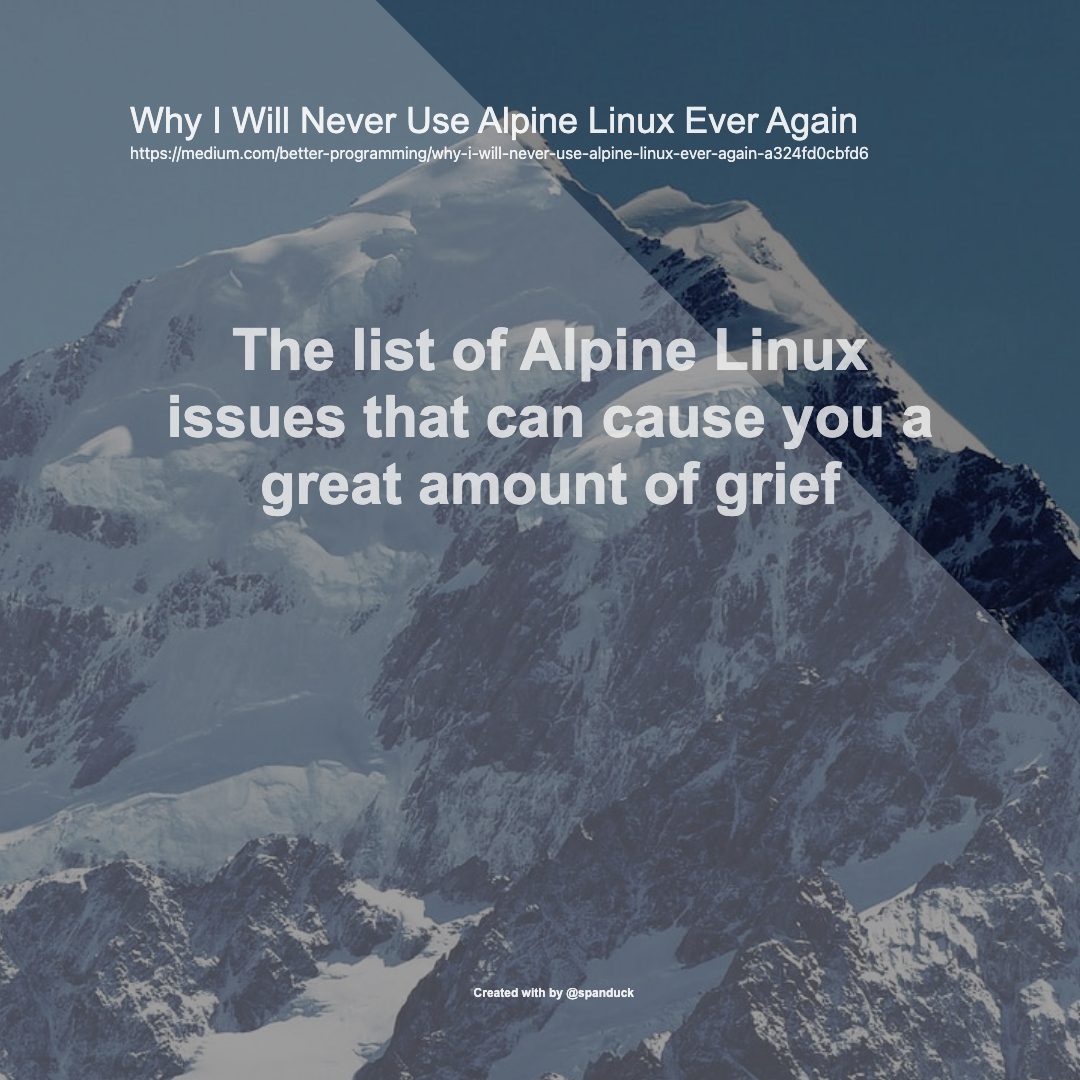 Why I Will Never Use Alpine Linux Ever Again
https://medium.com/better-programming/why-i-will-never-use-alpine-linux-ever-again-a324fd0cbfd6
The list of Alpine Linux
issues that can cause you a
great amount of grief
Created with by @spanduck